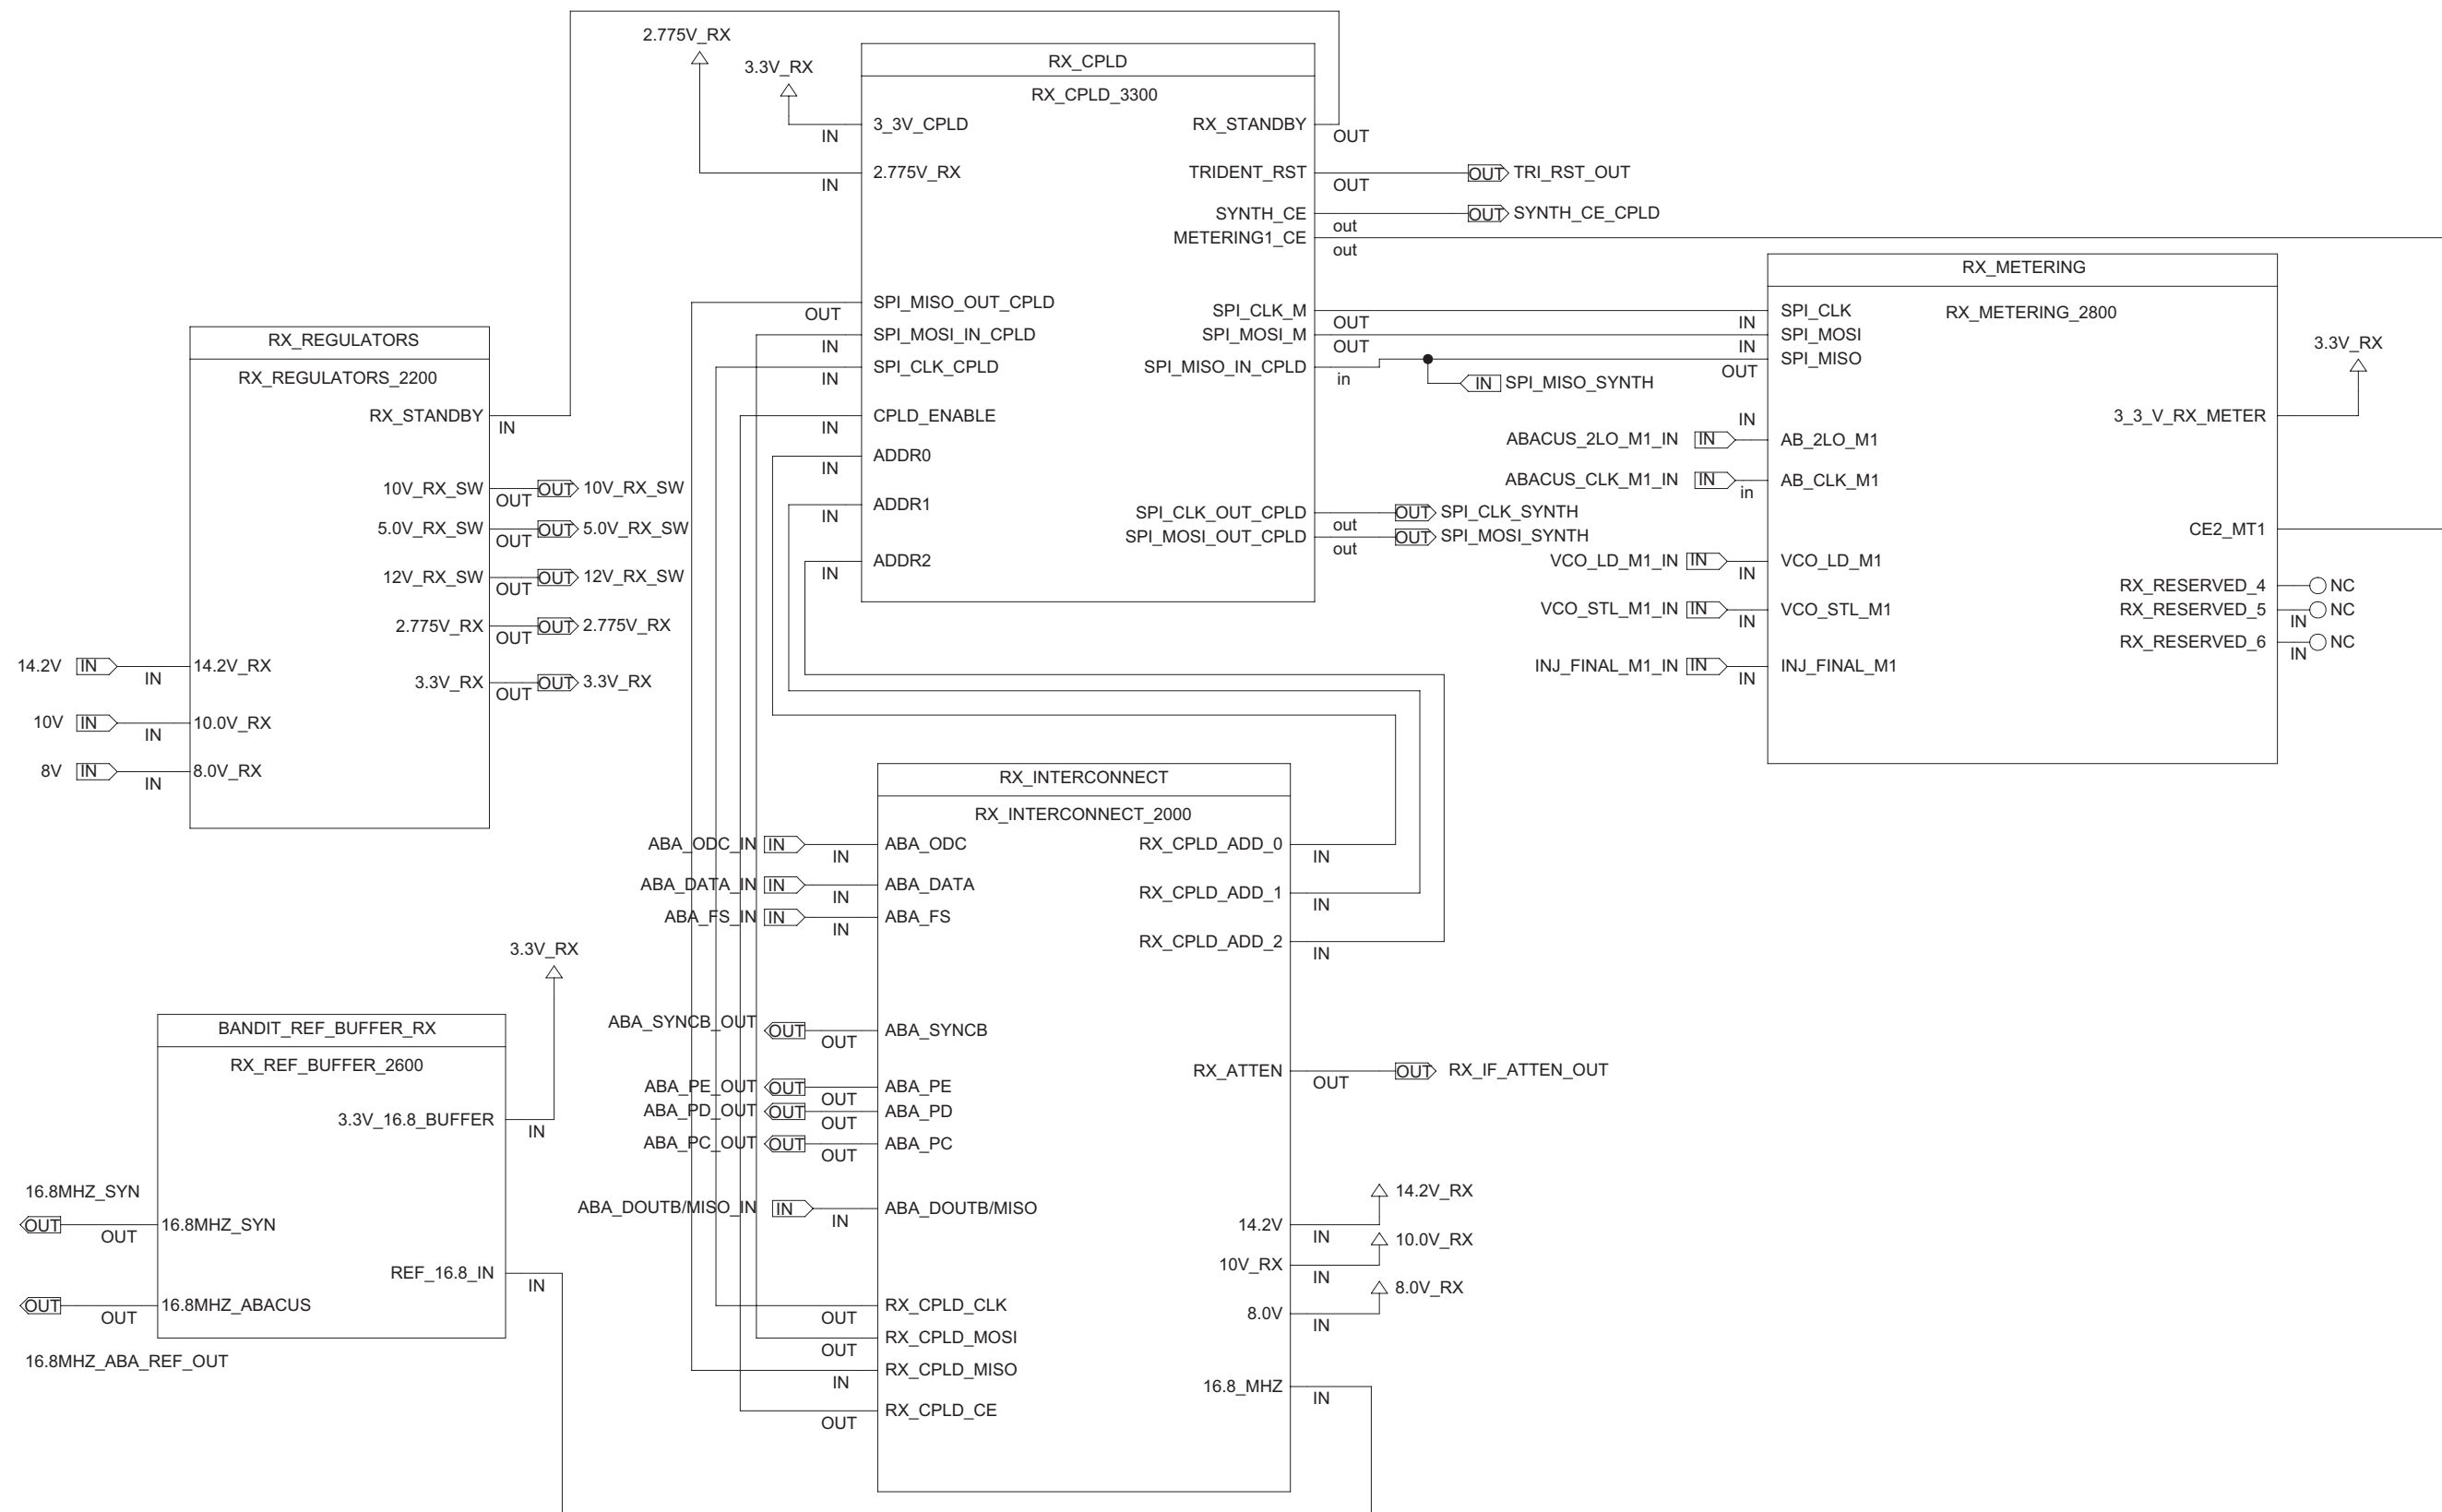 2.775V_RX
3.3V_RX
RX_CPLD
RX_CPLD_3300
3_3V_CPLD
IN
2.775V_RX
IN
RX_STANDBY
OUT
TRIDENT_RST
OUT
OUT TRI_RST_OUT
SYNTH_CE
out
OUT SYNTH_CE_CPLD
METERING1_CE
out
SPI_MISO_OUT_CPLD
OUT
SPI_MOSI_IN_CPLD
IN
SPI_CLK_CPLD
IN
CPLD_ENABLE
IN
ADDR0
IN
ADDR1
IN
ADDR2
IN
SPI_CLK_M
OUT
SPI_MOSI_M
OUT
SPI_MISO_IN_CPLD
in
IN SPI_MISO_SYNTH
SPI_CLK_OUT_CPLD
out
OUT SPI_CLK_SYNTH
SPI_MOSI_OUT_CPLD
out
OUT SPI_MOSI_SYNTH
RX_METERING
RX_METERING_2800
SPI_CLK
IN
SPI_MOSI
IN
SPI_MISO
OUT
IN
ABACUS_2LO_M1_IN IN
AB_2LO_M1
ABACUS_CLK_M1_IN IN
in
AB_CLK_M1
VCO_LD_M1_IN IN
IN
VCO_LD_M1
VCO_STL_M1_IN IN
IN
VCO_STL_M1
INJ_FINAL_M1_IN IN
IN
INJ_FINAL_M1
3.3V_RX
3_3_V_RX_METER
CE2_MT1
RX_RESERVED_4 NC
RX_RESERVED_5 NC
IN
RX_RESERVED_6 NC
IN
RX_REGULATORS
RX_REGULATORS_2200
RX_STANDBY
IN
10V_RX_SW
OUT
OUT 10V_RX_SW
5.0V_RX_SW
OUT
OUT 5.0V_RX_SW
12V_RX_SW
OUT
OUT 12V_RX_SW
2.775V_RX
OUT
OUT 2.775V_RX
3.3V_RX
OUT
OUT 3.3V_RX
14.2V IN
IN
14.2V_RX
10V IN
IN
10.0V_RX
8V IN
IN
8.0V_RX
RX_INTERCONNECT
RX_INTERCONNECT_2000
ABA_ODC_IN IN
IN
ABA_ODC
ABA_DATA_IN IN
IN
ABA_DATA
ABA_FS_IN IN
IN
ABA_FS
ABA_SYNCB_OUT OUT
OUT
ABA_SYNCB
ABA_PE_OUT OUT
OUT
ABA_PE
ABA_PD_OUT OUT
OUT
ABA_PD
ABA_PC_OUT OUT
OUT
ABA_PC
ABA_DOUTB/MISO_IN IN
IN
ABA_DOUTB/MISO
RX_CPLD_CLK
OUT
RX_CPLD_MOSI
OUT
RX_CPLD_MISO
IN
RX_CPLD_CE
OUT
RX_CPLD_ADD_0
IN
RX_CPLD_ADD_1
IN
RX_CPLD_ADD_2
IN
RX_ATTEN
OUT
OUT RX_IF_ATTEN_OUT
14.2V_RX
14.2V
IN
10.0V_RX
10V_RX
IN
8.0V_RX
8.0V
IN
16.8_MHZ
IN
3.3V_RX
BANDIT_REF_BUFFER_RX
RX_REF_BUFFER_2600
3.3V_16.8_BUFFER
IN
16.8MHZ_SYN
OUT
OUT
16.8MHZ_SYN
REF_16.8_IN
IN
OUT
OUT
16.8MHZ_ABACUS
16.8MHZ_ABA_REF_OUT